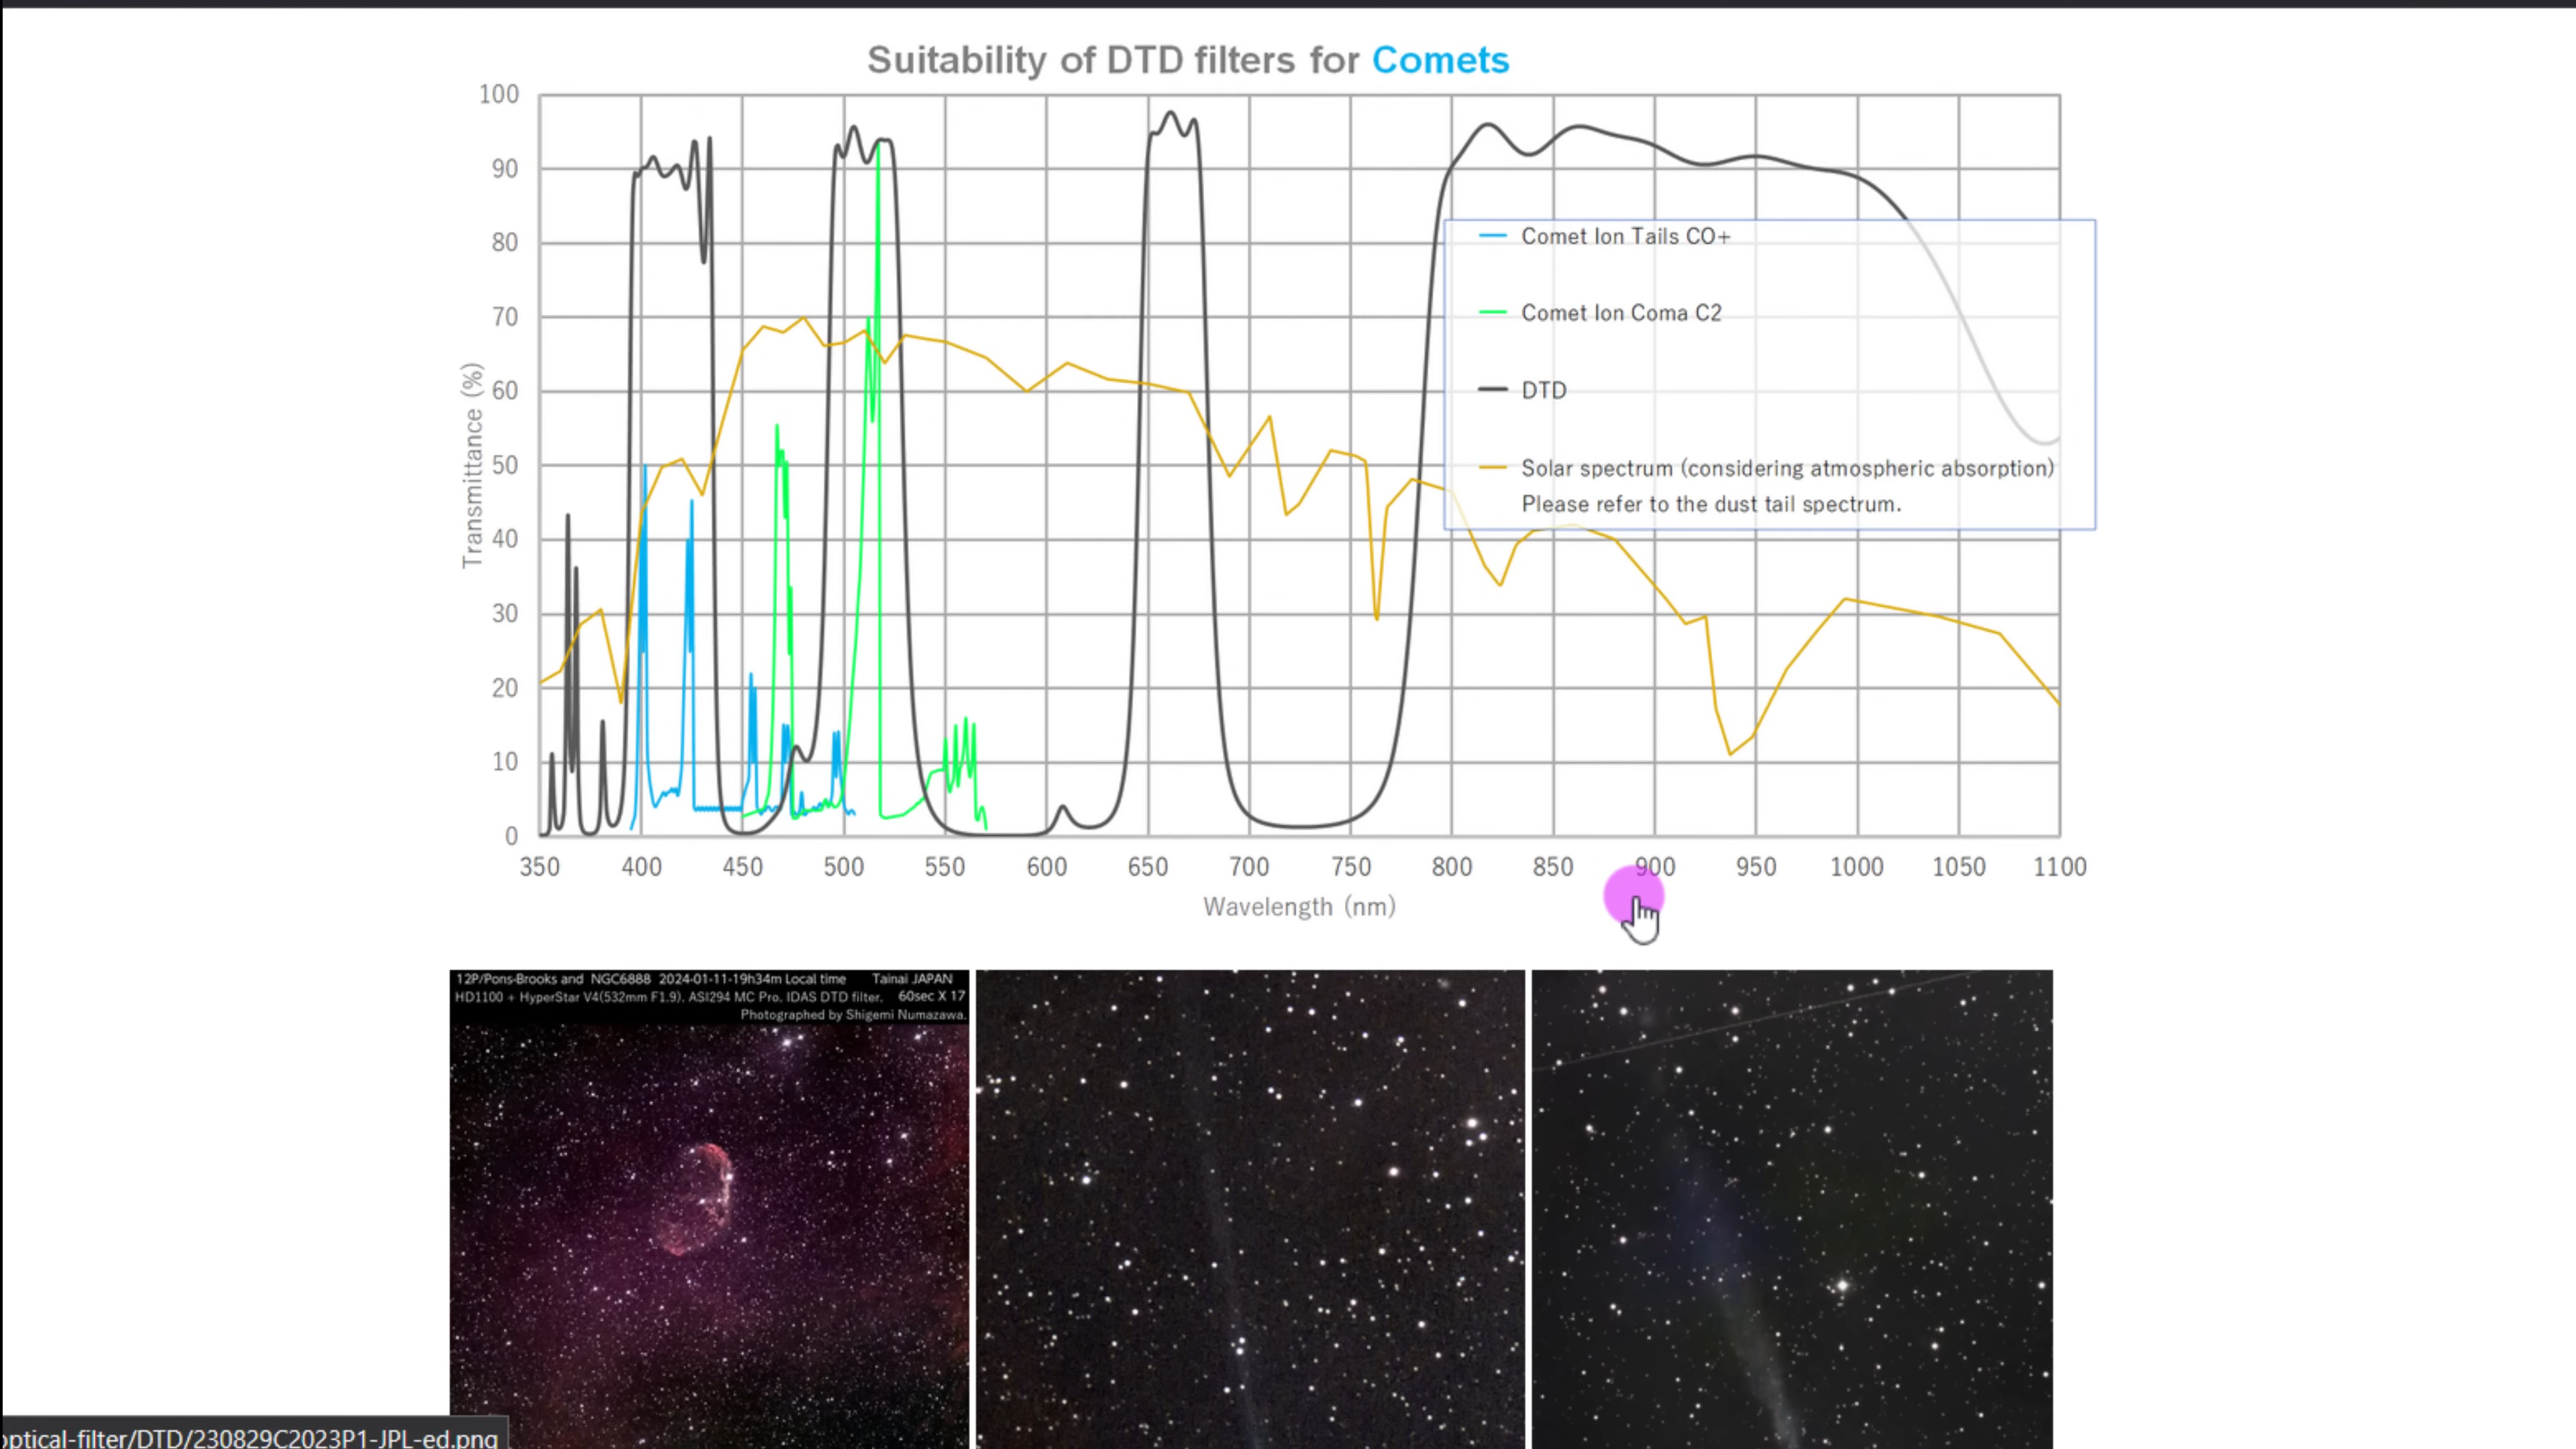 Suitability of DTD filters for Comets
100
90
80
70
60
50
40
30
20
10
0
Transmittance (%)
Comet Ion Tails CO+
Comet Ion Coma C2
DTD
Solar spectrum (considering atmospheric absorption)
Please refer to the dust tail spectrum.
350 400 450 500 550 600 650 700 750 800 850 900 950 1000 1050 1100
Wavelength (nm)
12P/Pons-Brooks and NGC6888 2024-01-11-19h34m Local time Tainai JAPAN
HD1100 + HyperStar V4(532mm F1.9). ASI294 MC Pro. IDAS DTD filter. 60sec X 17
Photographed by Shigemi Numazawa.
optical-filter/DTD/230829C2023P1-JPL-ed.png